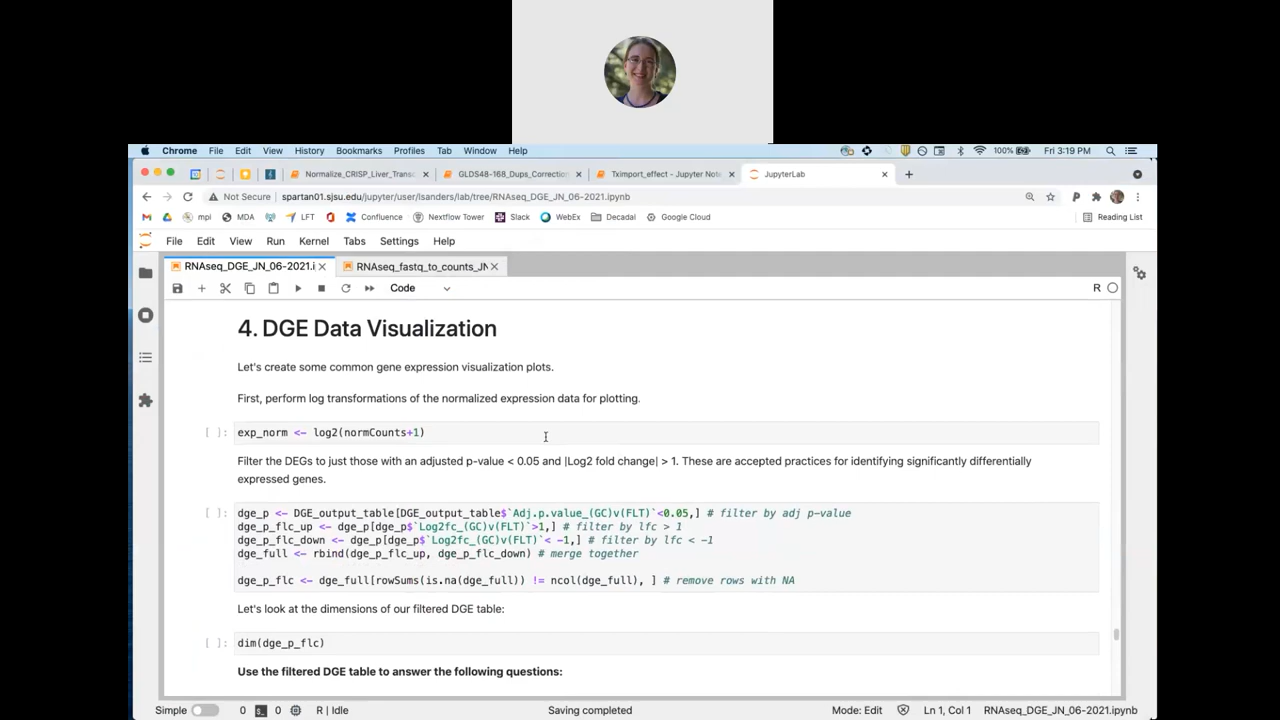 Chrome File Edit View History Bookmarks Profiles Tab Window Help 100% Fri 3:19 PM
Normalize_CRISP_Liver_Transc GLDS48-168_Dups_Correction Tximport_effect - Jupyter Not JupyterLab
Not Secure spartan01.sjsu.edu/jupyter/user/lsanders/lab/tree/RNAseq_DGE_JN_06-2021.ipynb
mpl MDA LFT Confluence Nextflow Tower Slack WebEx Decadal Google Cloud Reading List
File Edit View Run Kernel Tabs Settings Help
RNAseq_DGE_JN_06-2021.i RNAseq_fastq_to_counts_JN
Code R
4. DGE Data Visualization
Let's create some common gene expression visualization plots.
First, perform log transformations of the normalized expression data for plotting.
[ ]: exp_norm <- log2(normCounts+1)
Filter the DEGs to just those with an adjusted p-value < 0.05 and |Log2 fold change| > 1. These are accepted practices for identifying significantly differentially
expressed genes.
[ ]: dge_p <- DGE_output_table[DGE_output_table$`Adj.p.value_(GC)v(FLT)`<0.05,] # filter by adj p-value
dge_p_flc_up <- dge_p[dge_p$`Log2fc_(GC)v(FLT)`>1,] # filter by lfc > 1
dge_p_flc_down <- dge_p[dge_p$`Log2fc_(GC)v(FLT)`< -1,] # filter by lfc < -1
dge_full <- rbind(dge_p_flc_up, dge_p_flc_down) # merge together
dge_p_flc <- dge_full[rowSums(is.na(dge_full)) != ncol(dge_full), ] # remove rows with NA
Let's look at the dimensions of our filtered DGE table:
[ ]: dim(dge_p_flc)
Use the filtered DGE table to answer the following questions:
Simple 0 0 R | Idle Saving completed Mode: Edit Ln 1, Col 1 RNAseq_DGE_JN_06-2021.ipynb